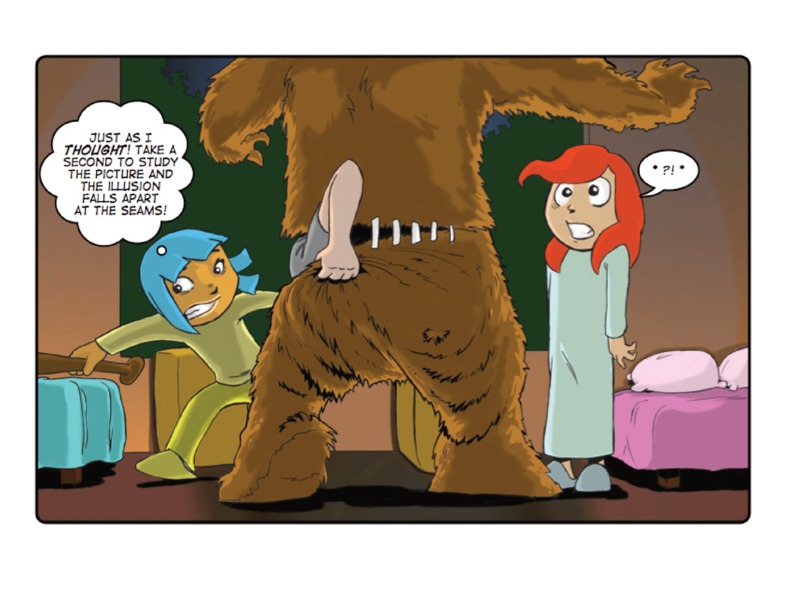 JUST AS I
THOUGHT! TAKE A
SECOND TO STUDY
THE PICTURE AND
THE ILLUSION
FALLS APART
AT THE SEAMS!
* ?! *